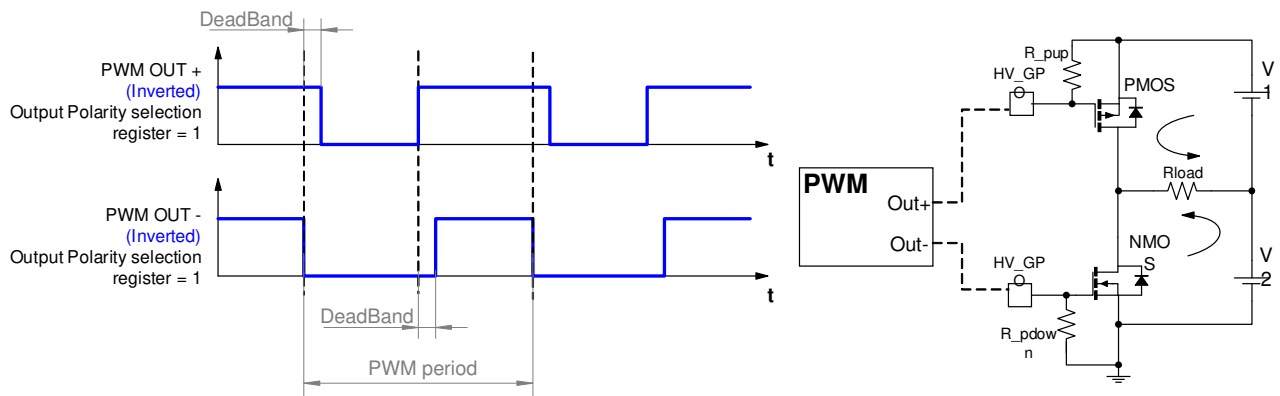 DeadBand
PWM OUT +
(Inverted)
Output Polarity selection
register = 1
t
PWM OUT -
(Inverted)
Output Polarity selection
register = 1
t
DeadBand
PWM period
PWM
Out+
Out-
R_pup
HV_GP
O
PMOS
V
1
Rload
NMO
S
HV_GP
O
V
2
R_pdow
n